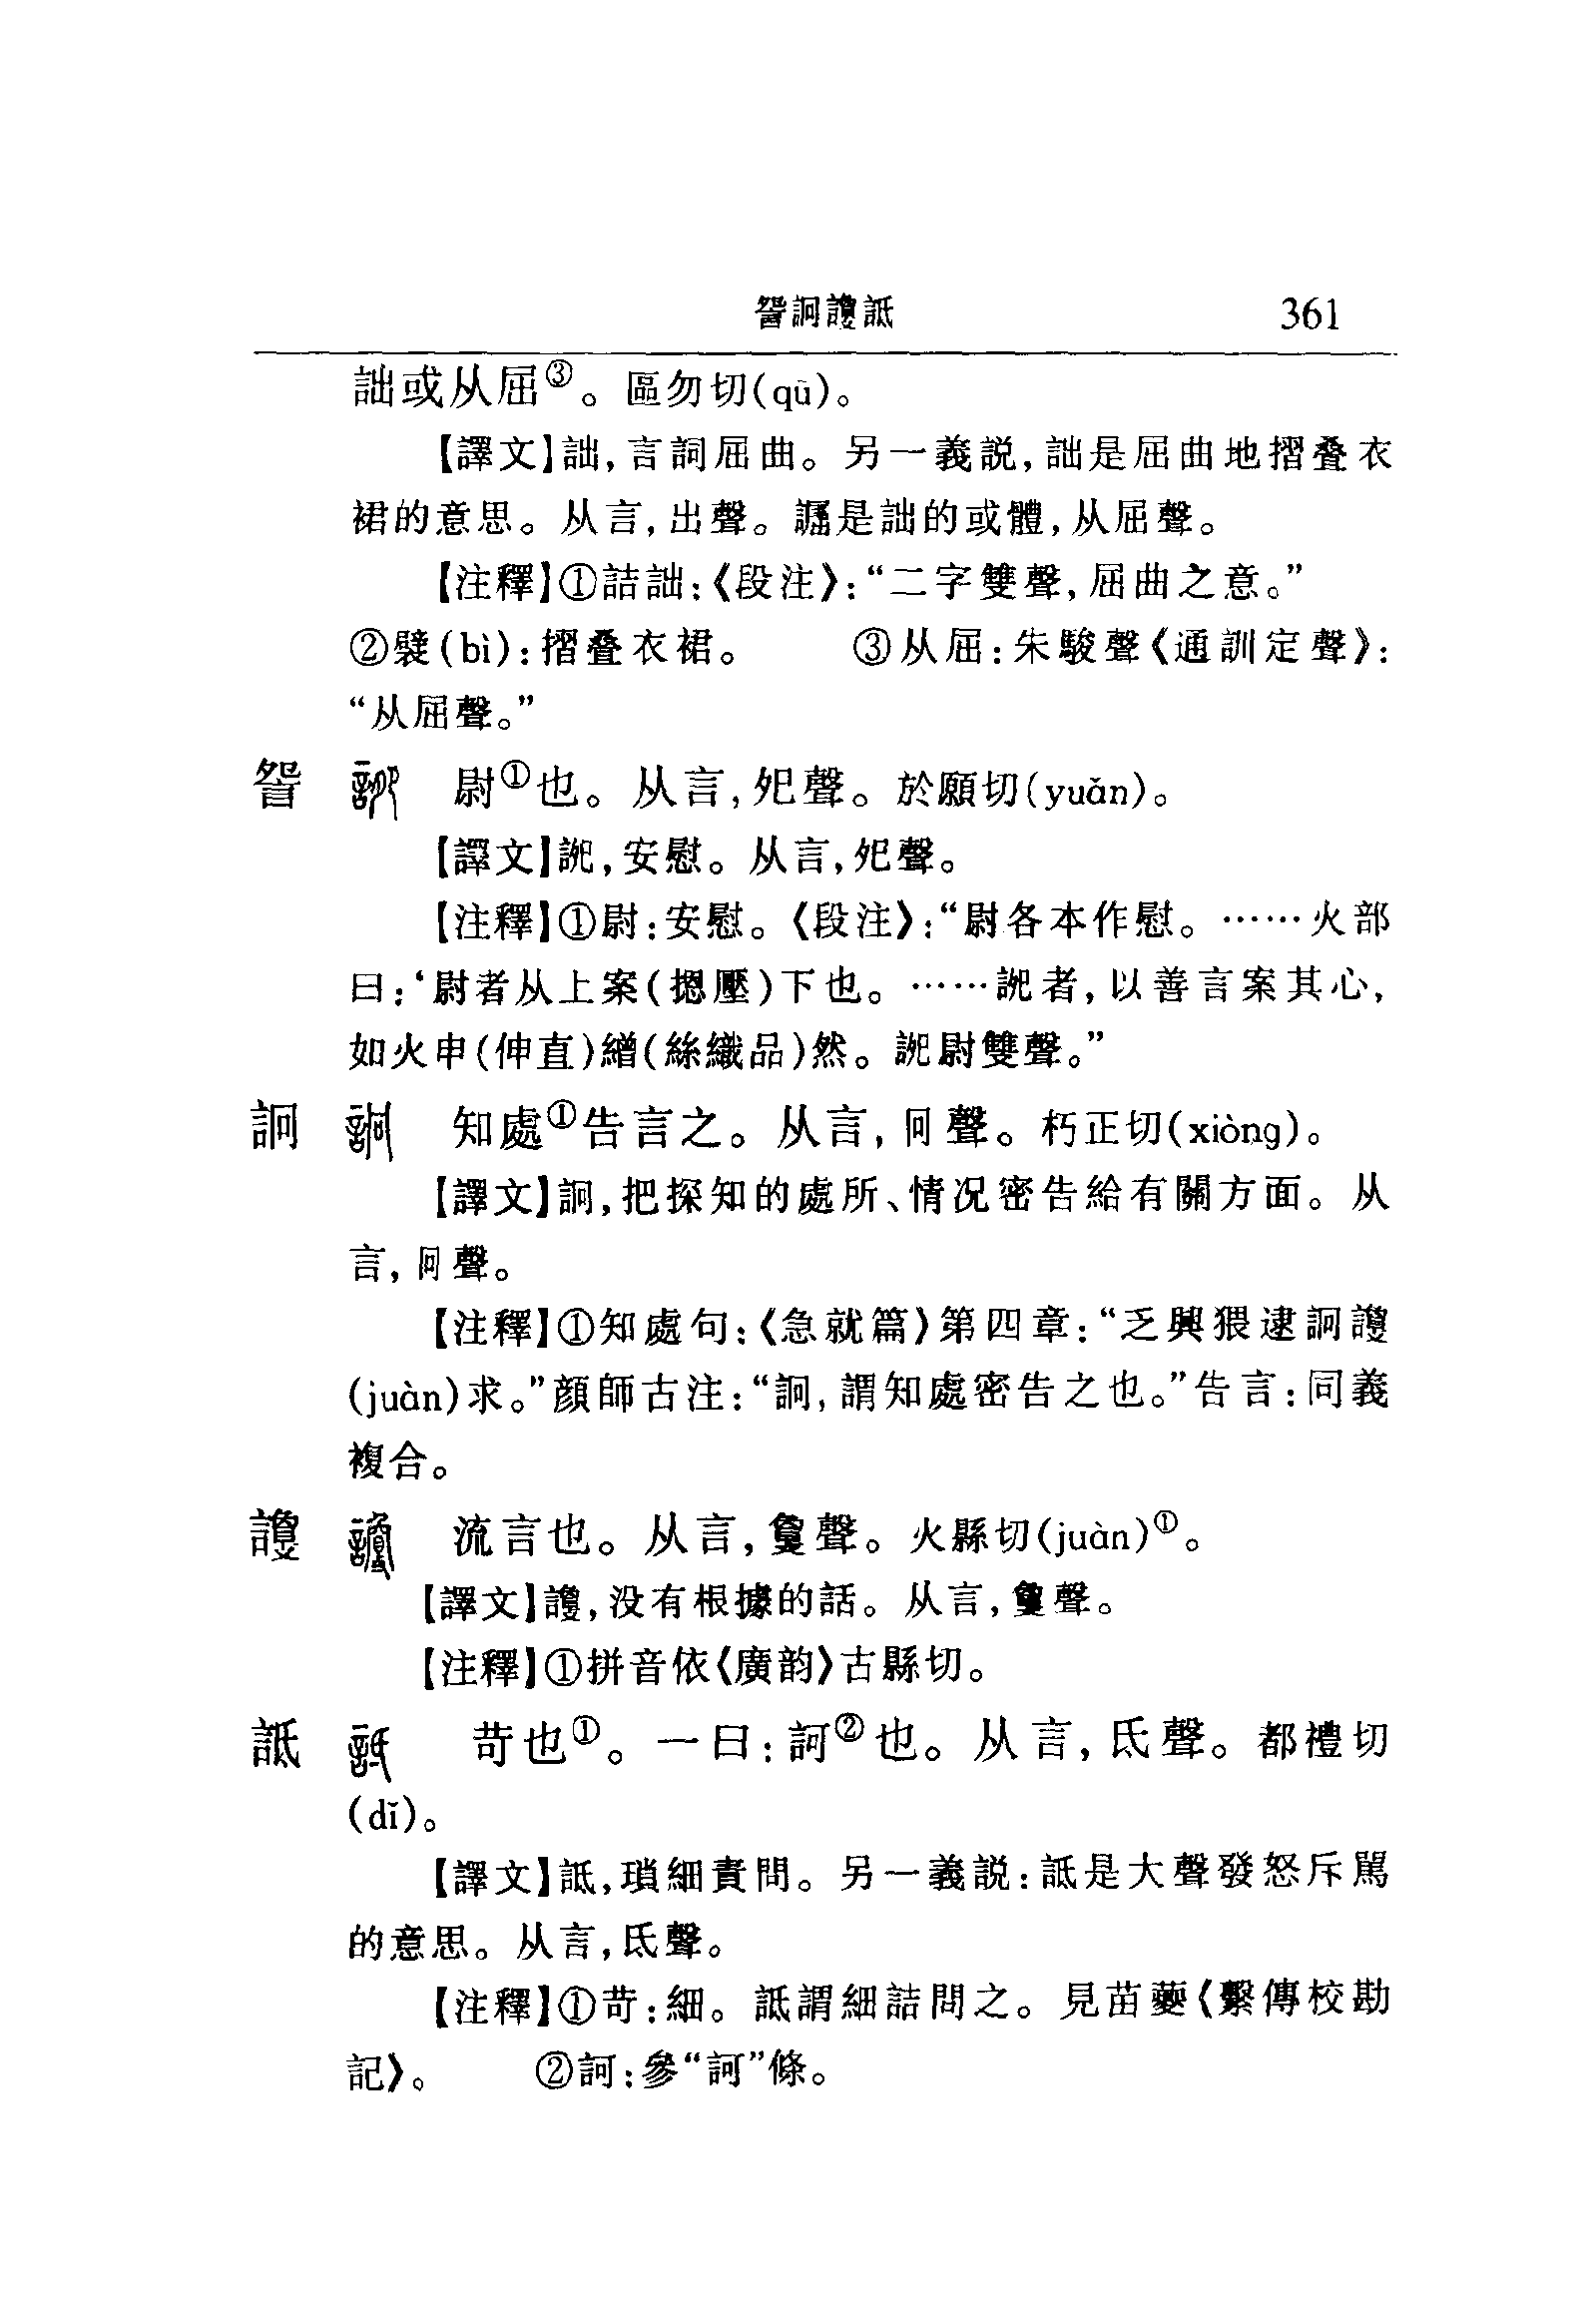 詧詗讂詆 361
詘或从屈③。區勿切(qū)。
【譯文】詘，言詞屈曲。另一義説，詘是屈曲地摺叠衣
裙的意思。从言，出聲。誳是詘的或體，从屈聲。
【注釋】①詰詘：《段注》：“二字雙聲，屈曲之意。”
②襞(bì)：摺叠衣裙。 ③从屈：朱駿聲《通訓定聲》：
“从屈聲。”
尉①也。从言，夗聲。於願切(yuǎn)。
【譯文】䛄，安慰。从言，夗聲。
【注釋】①尉：安慰。《段注》：“尉各本作慰。……火部
曰：‘尉者从上案(摁壓)下也。……䛄者，以善言案其心，
如火申(伸直)繒(絲織品)然。䛄尉雙聲。”
詗 知處①告言之。从言，冋聲。朽正切(xiòng)。
【譯文】詗，把探知的處所、情况密告給有關方面。从
言，冋聲。
【注釋】①知處句：《急就篇》第四章：“乏興猥逮詗讂
(juàn)求。”顔師古注：“詗，謂知處密告之也。”告言：同義
複合。
讂 流言也。从言，敻聲。火縣切(juàn)①。
【譯文】讂，没有根據的話。从言，敻聲。
【注釋】①拼音依《廣韵》古縣切。
詆 苛也①。一曰：訶②也。从言，氐聲。都禮切
(dǐ)。
【譯文】詆，瑣細責問。另一義説：詆是大聲發怒斥駡
的意思。从言，氐聲。
【注釋】①苛：細。詆謂細詰問之。見苗夔《繫傳校勘
記》。 ②訶：參“訶”條。